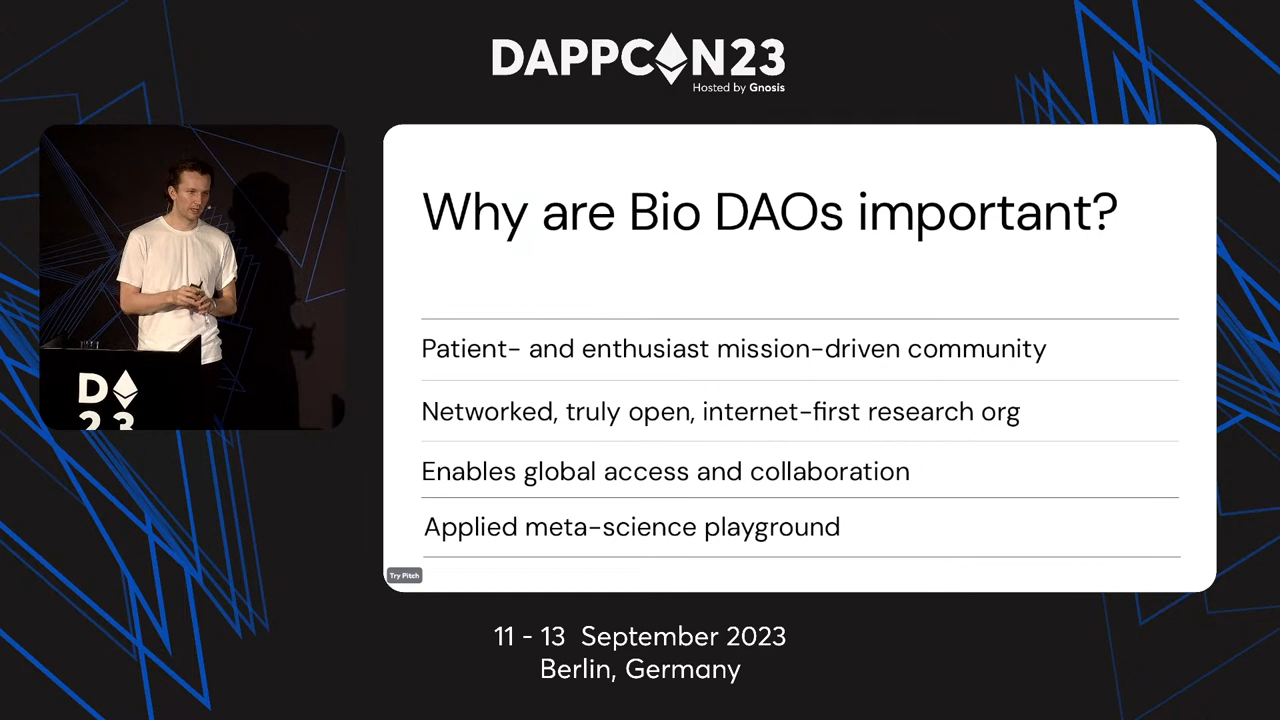 DAPPCON23
Hosted by Gnosis
Why are Bio DAOs important?
Patient- and enthusiast mission-driven community
Networked, truly open, internet-first research org
Enables global access and collaboration
Applied meta-science playground
Try Pitch
D
23
11 - 13 September 2023
Berlin, Germany